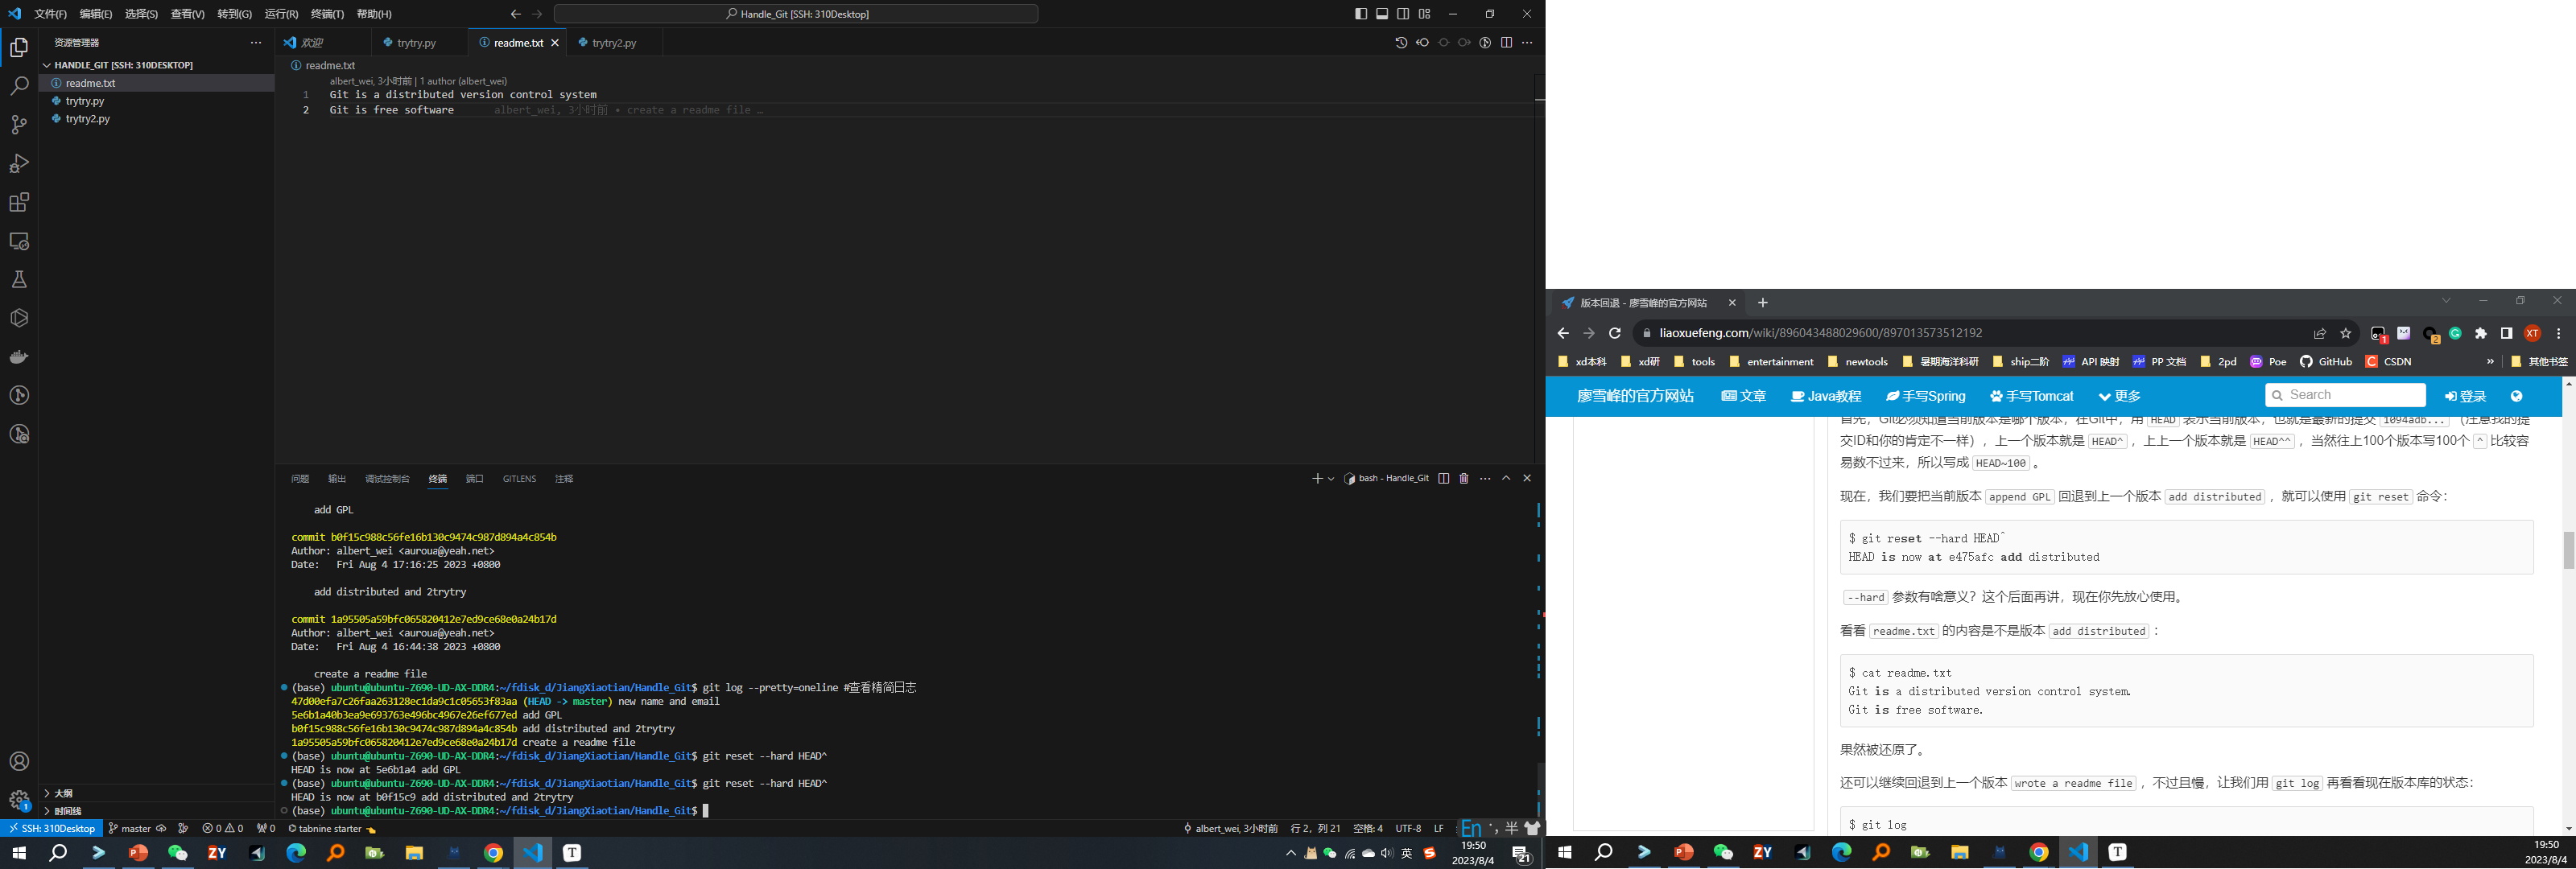 文件(F) 编辑(E) 选择(S) 查看(V) 转到(G) 运行(R) 终端(T) 帮助(H)
Handle_Git [SSH: 310Desktop]
资源管理器
HANDLE_GIT [SSH: 310DESKTOP]
readme.txt
trytry.py
trytry2.py
大纲
时间线
欢迎
trytry.py
readme.txt
trytry2.py
readme.txt
albert_wei, 3小时前 | 1 author (albert_wei)
1 Git is a distributed version control system
2 Git is free software albert_wei, 3小时前 • create a readme file …
问题 输出 调试控制台 终端 端口 GITLENS 注释
bash - Handle_Git
add GPL
commit b0f15c988c56fe16b130c9474c987d894a4c854b
Author: albert_wei <auroua@yeah.net>
Date: Fri Aug 4 17:16:25 2023 +0800
add distributed and 2trytry
commit 1a95505a59bfc065820412e7ed9ce68e0a24b17d
Author: albert_wei <auroua@yeah.net>
Date: Fri Aug 4 16:44:38 2023 +0800
create a readme file
(base) ubuntu@ubuntu-Z690-UD-AX-DDR4:~/fdisk_d/JiangXiaotian/Handle_Git$ git log --pretty=oneline #查看精简日志
47d00efa7c26faa263128ec1da9c1c05653f83aa (HEAD -> master) new name and email
5e6b1a40b3ea9e693763e496bc4967e26ef677ed add GPL
b0f15c988c56fe16b130c9474c987d894a4c854b add distributed and 2trytry
1a95505a59bfc065820412e7ed9ce68e0a24b17d create a readme file
(base) ubuntu@ubuntu-Z690-UD-AX-DDR4:~/fdisk_d/JiangXiaotian/Handle_Git$ git reset --hard HEAD^
HEAD is now at 5e6b1a4 add GPL
(base) ubuntu@ubuntu-Z690-UD-AX-DDR4:~/fdisk_d/JiangXiaotian/Handle_Git$ git reset --hard HEAD^
HEAD is now at b0f15c9 add distributed and 2trytry
(base) ubuntu@ubuntu-Z690-UD-AX-DDR4:~/fdisk_d/JiangXiaotian/Handle_Git$
1
SSH: 310Desktop master 0 0 0 tabnine starter albert_wei, 3小时前 行 2，列 21 空格: 4 UTF-8 LF En 半
ZY T 英 19:50
2023/8/4 21
版本回退 - 廖雪峰的官方网站
liaoxuefeng.com/wiki/896043488029600/897013573512192
1 2 XT
xd本科 xd研 tools entertainment newtools 暑期海洋科研 ship二阶 API 映射 PP 文档 2pd Poe GitHub CSDN » 其他书签
廖雪峰的官方网站 文章 Java教程 手写Spring 手写Tomcat 更多 Search 登录
首先，Git必须知道当前版本是哪个版本，在Git中，用 HEAD 表示当前版本，也就是最新的提交 1094adb... （注意我的提
交ID和你的肯定不一样），上一个版本就是 HEAD^ ，上上一个版本就是 HEAD^^ ，当然往上100个版本写100个 ^ 比较容
易数不过来，所以写成 HEAD~100 。
现在，我们要把当前版本 append GPL 回退到上一个版本 add distributed ，就可以使用 git reset 命令：
$ git reset --hard HEAD^
HEAD is now at e475afc add distributed
--hard 参数有啥意义？这个后面再讲，现在你先放心使用。
看看 readme.txt 的内容是不是版本 add distributed ：
$ cat readme.txt
Git is a distributed version control system.
Git is free software.
果然被还原了。
还可以继续回退到上一个版本 wrote a readme file ，不过且慢，让我们用 git log 再看看现在版本库的状态：
$ git log
ZY T 19:50
2023/8/4